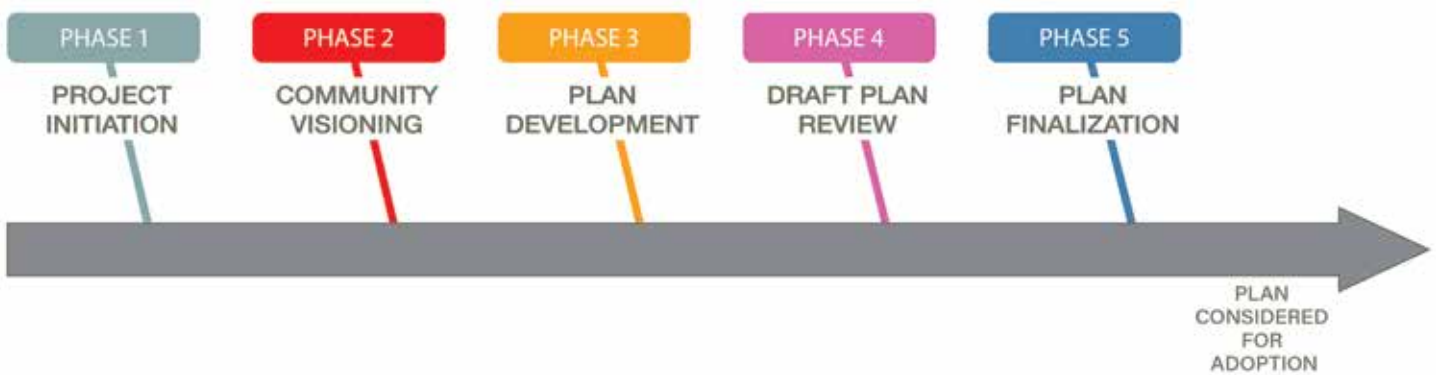 PHASE 1
PROJECT
INITIATION
PHASE 2
COMMUNITY
VISIONING
PHASE 3
PLAN
DEVELOPMENT
PHASE 4
DRAFT PLAN
REVIEW
PHASE 5
PLAN
FINALIZATION
PLAN
CONSIDERED
FOR
ADOPTION